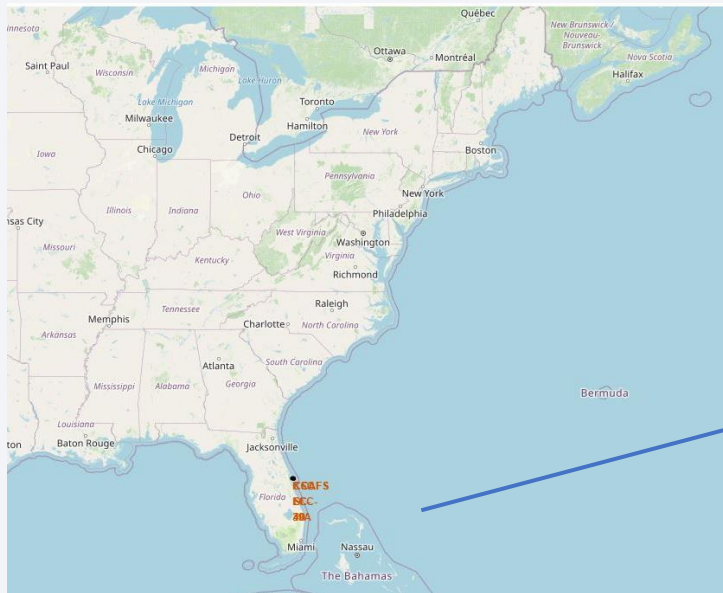 Québec
New Brunswick /
Nouveau-
Brunswick
Minnesota
Ottawa
Montréal
Saint Paul
Wisconsin
Michigan
Lake Huron
Nova Scotia
Halifax
Toronto
Lake Michigan
Milwaukee
Hamilton
New York
Detroit
Chicago
Boston
Iowa
Pennsylvania
New York
Ohio
Illinois
Indiana
Philadelphia
nsas City
West Virginia
Washington
Missouri
Virginia
Kentucky
Richmond
Raleigh
Tennessee
Memphis
Charlotte
North Carolina
Arkansas
South Carolina
Atlanta
Mississippi
Alabama
Georgia
Bermuda
Louisiana
ton
Baton Rouge
Jacksonville
Florida
Miami
Nassau
The Bahamas